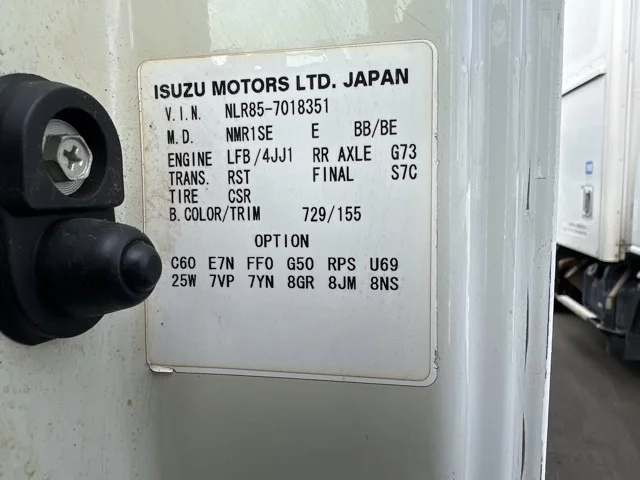 ISUZU MOTORS LTD. JAPAN
V.I.N. NLR85-7018351
M.D. NMR1SE E BB/BE
ENGINE LFB/4JJ1 RR AXLE G73
TRANS. RST FINAL S7C
TIRE CSR
B.COLOR/TRIM 729/155
OPTION
C60 E7N FF0 G50 RPS U69
25W 7VP 7YN 8GR 8JM 8NS